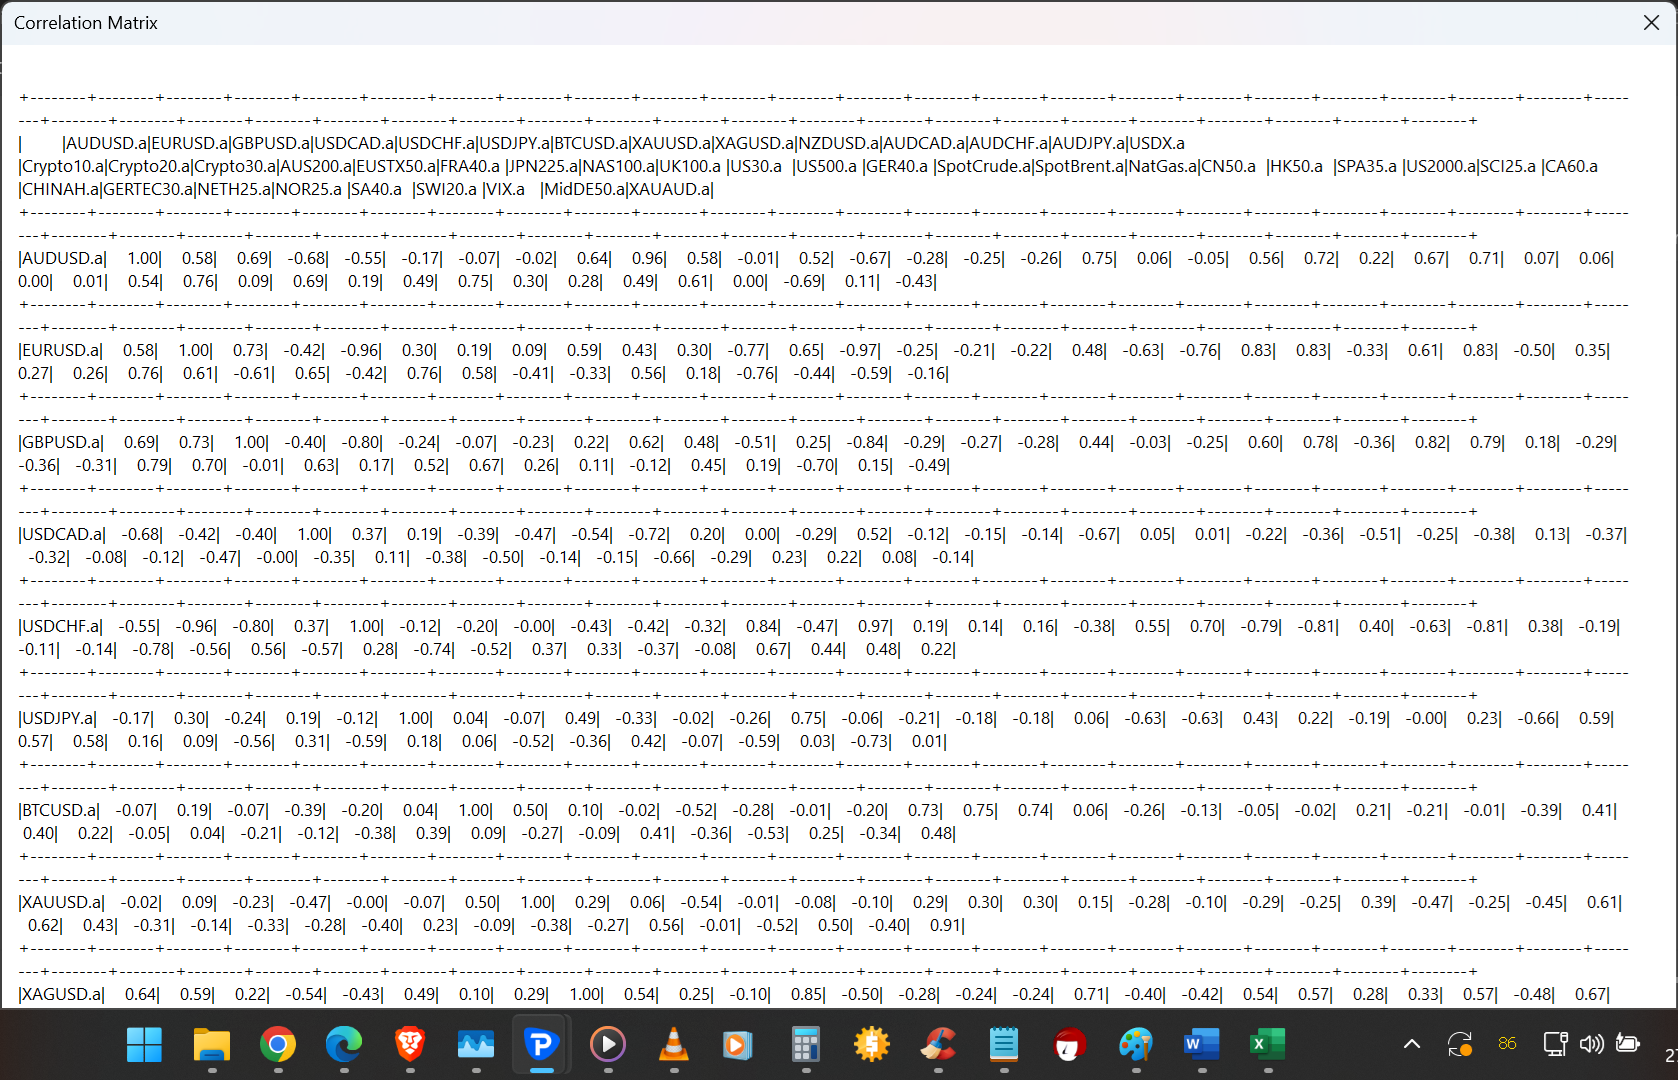 Correlation Matrix
+--------+--------+--------+--------+--------+--------+--------+--------+--------+--------+--------+--------+--------+--------+--------+--------+--------+--------+--------+--------+--------+--------+--------+-----
---+--------+--------+--------+--------+--------+--------+--------+--------+--------+--------+--------+--------+--------+--------+--------+--------+--------+--------+--------+--------+--------+
|        |AUDUSD.a|EURUSD.a|GBPUSD.a|USDCAD.a|USDCHF.a|USDJPY.a|BTCUSD.a|XAUUSD.a|XAGUSD.a|NZDUSD.a|AUDCAD.a|AUDCHF.a|AUDJPY.a|USDX.a
|Crypto10.a|Crypto20.a|Crypto30.a|AUS200.a|EUSTX50.a|FRA40.a |JPN225.a|NAS100.a|UK100.a |US30.a |US500.a |GER40.a |SpotCrude.a|SpotBrent.a|NatGas.a|CN50.a |HK50.a |SPA35.a |US2000.a|SCI25.a |CA60.a
|CHINAH.a|GERTEC30.a|NETH25.a|NOR25.a |SA40.a |SWI20.a |VIX.a |MidDE50.a|XAUAUD.a|
+--------+--------+--------+--------+--------+--------+--------+--------+--------+--------+--------+--------+--------+--------+--------+--------+--------+--------+--------+--------+--------+--------+--------+-----
---+--------+--------+--------+--------+--------+--------+--------+--------+--------+--------+--------+--------+--------+--------+--------+--------+--------+--------+--------+--------+--------+
|AUDUSD.a| 1.00| 0.58| 0.69| -0.68| -0.55| -0.17| -0.07| -0.02| 0.64| 0.96| 0.58| -0.01| 0.52| -0.67| -0.28| -0.25| -0.26| 0.75| 0.06| -0.05| 0.56| 0.72| 0.22| 0.67| 0.71| 0.07| 0.06|
0.00| 0.01| 0.54| 0.76| 0.09| 0.69| 0.19| 0.49| 0.75| 0.30| 0.28| 0.49| 0.61| 0.00| -0.69| 0.11| -0.43|
+--------+--------+--------+--------+--------+--------+--------+--------+--------+--------+--------+--------+--------+--------+--------+--------+--------+--------+--------+--------+--------+--------+--------+-----
---+--------+--------+--------+--------+--------+--------+--------+--------+--------+--------+--------+--------+--------+--------+--------+--------+--------+--------+--------+--------+--------+
|EURUSD.a| 0.58| 1.00| 0.73| -0.42| -0.96| 0.30| 0.19| 0.09| 0.59| 0.43| 0.30| -0.77| 0.65| -0.97| -0.25| -0.21| -0.22| 0.48| -0.63| -0.76| 0.83| 0.83| -0.33| 0.61| 0.83| -0.50| 0.35|
0.27| 0.26| 0.76| 0.61| -0.61| 0.65| -0.42| 0.76| 0.58| -0.41| -0.33| 0.56| 0.18| -0.76| -0.44| -0.59| -0.16|
+--------+--------+--------+--------+--------+--------+--------+--------+--------+--------+--------+--------+--------+--------+--------+--------+--------+--------+--------+--------+--------+--------+--------+-----
---+--------+--------+--------+--------+--------+--------+--------+--------+--------+--------+--------+--------+--------+--------+--------+--------+--------+--------+--------+--------+--------+
|GBPUSD.a| 0.69| 0.73| 1.00| -0.40| -0.80| -0.24| -0.07| -0.23| 0.22| 0.62| 0.48| -0.51| 0.25| -0.84| -0.29| -0.27| -0.28| 0.44| -0.03| -0.25| 0.60| 0.78| -0.36| 0.82| 0.79| 0.18| -0.29|
-0.36| -0.31| 0.79| 0.70| -0.01| 0.63| 0.17| 0.52| 0.67| 0.26| 0.11| -0.12| 0.45| 0.19| -0.70| 0.15| -0.49|
+--------+--------+--------+--------+--------+--------+--------+--------+--------+--------+--------+--------+--------+--------+--------+--------+--------+--------+--------+--------+--------+--------+--------+-----
---+--------+--------+--------+--------+--------+--------+--------+--------+--------+--------+--------+--------+--------+--------+--------+--------+--------+--------+--------+--------+--------+
|USDCAD.a| -0.68| -0.42| -0.40| 1.00| 0.37| 0.19| -0.39| -0.47| -0.54| -0.72| 0.20| 0.00| -0.29| 0.52| -0.12| -0.15| -0.14| -0.67| 0.05| 0.01| -0.22| -0.36| -0.51| -0.25| -0.38| 0.13| -0.37|
-0.32| -0.08| -0.12| -0.47| -0.00| -0.35| 0.11| -0.38| -0.50| -0.14| -0.15| -0.66| -0.29| 0.23| 0.22| 0.08| -0.14|
+--------+--------+--------+--------+--------+--------+--------+--------+--------+--------+--------+--------+--------+--------+--------+--------+--------+--------+--------+--------+--------+--------+--------+-----
---+--------+--------+--------+--------+--------+--------+--------+--------+--------+--------+--------+--------+--------+--------+--------+--------+--------+--------+--------+--------+--------+
|USDCHF.a| -0.55| -0.96| -0.80| 0.37| 1.00| -0.12| -0.20| -0.00| -0.43| -0.42| -0.32| 0.84| -0.47| 0.97| 0.19| 0.14| 0.16| -0.38| 0.55| 0.70| -0.79| -0.81| 0.40| -0.63| -0.81| 0.38| -0.19|
-0.11| -0.14| -0.78| -0.56| 0.56| -0.57| 0.28| -0.74| -0.52| 0.37| 0.33| -0.37| -0.08| 0.67| 0.44| 0.48| 0.22|
+--------+--------+--------+--------+--------+--------+--------+--------+--------+--------+--------+--------+--------+--------+--------+--------+--------+--------+--------+--------+--------+--------+--------+-----
---+--------+--------+--------+--------+--------+--------+--------+--------+--------+--------+--------+--------+--------+--------+--------+--------+--------+--------+--------+--------+--------+
|USDJPY.a| -0.17| 0.30| -0.24| 0.19| -0.12| 1.00| 0.04| -0.07| 0.49| -0.33| -0.02| -0.26| 0.75| -0.06| -0.21| -0.18| -0.18| 0.06| -0.63| -0.63| 0.43| 0.22| -0.19| -0.00| 0.23| -0.66| 0.59|
0.57| 0.58| 0.16| 0.09| -0.56| 0.31| -0.59| 0.18| 0.06| -0.52| -0.36| 0.42| -0.07| -0.59| 0.03| -0.73| 0.01|
+--------+--------+--------+--------+--------+--------+--------+--------+--------+--------+--------+--------+--------+--------+--------+--------+--------+--------+--------+--------+--------+--------+--------+-----
---+--------+--------+--------+--------+--------+--------+--------+--------+--------+--------+--------+--------+--------+--------+--------+--------+--------+--------+--------+--------+--------+
|BTCUSD.a| -0.07| 0.19| -0.07| -0.39| -0.20| 0.04| 1.00| 0.50| 0.10| -0.02| -0.52| -0.28| -0.01| -0.20| 0.73| 0.75| 0.74| 0.06| -0.26| -0.13| -0.05| -0.02| 0.21| -0.21| -0.01| -0.39| 0.41|
0.40| 0.22| -0.05| 0.04| -0.21| -0.12| -0.38| 0.39| 0.09| -0.27| -0.09| 0.41| -0.36| -0.53| 0.25| -0.34| 0.48|
+--------+--------+--------+--------+--------+--------+--------+--------+--------+--------+--------+--------+--------+--------+--------+--------+--------+--------+--------+--------+--------+--------+--------+-----
---+--------+--------+--------+--------+--------+--------+--------+--------+--------+--------+--------+--------+--------+--------+--------+--------+--------+--------+--------+--------+--------+
|XAUUSD.a| -0.02| 0.09| -0.23| -0.47| -0.00| -0.07| 0.50| 1.00| 0.29| 0.06| -0.54| -0.01| -0.08| -0.10| 0.29| 0.30| 0.30| 0.15| -0.28| -0.10| -0.29| -0.25| 0.39| -0.47| -0.25| -0.45| 0.61|
0.62| 0.43| -0.31| -0.14| -0.33| -0.28| -0.40| 0.23| -0.09| -0.38| -0.27| 0.56| -0.01| -0.52| 0.50| -0.40| 0.91|
+--------+--------+--------+--------+--------+--------+--------+--------+--------+--------+--------+--------+--------+--------+--------+--------+--------+--------+--------+--------+--------+--------+--------+-----
---+--------+--------+--------+--------+--------+--------+--------+--------+--------+--------+--------+--------+--------+--------+--------+--------+--------+--------+--------+--------+--------+
|XAGUSD.a| 0.64| 0.59| 0.22| -0.54| -0.43| 0.49| 0.10| 0.29| 1.00| 0.54| 0.25| -0.10| 0.85| -0.50| -0.28| -0.24| -0.24| 0.71| -0.40| -0.42| 0.54| 0.57| 0.28| 0.33| 0.57| -0.48| 0.67|
86